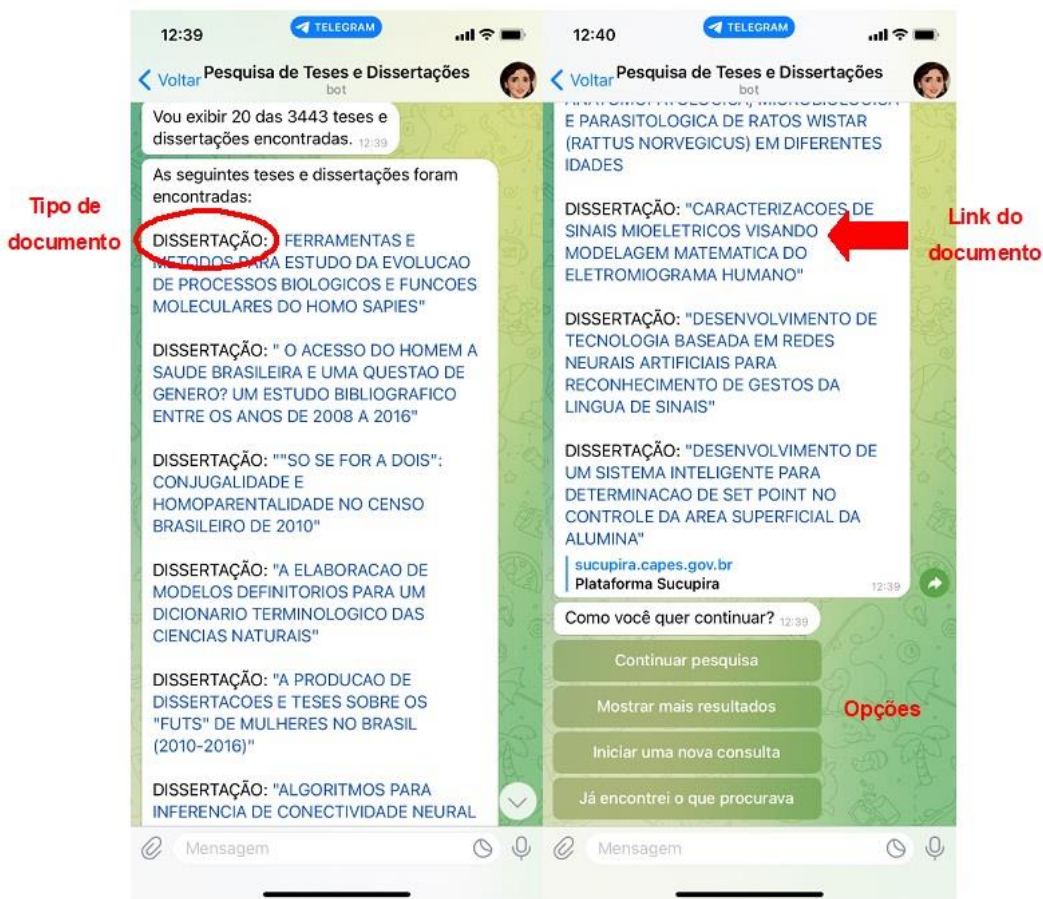 12:39
TELEGRAM
Voltar
Pesquisa de Teses e Dissertações
bot
Vou exibir 20 das 3443 teses e
dissertações encontradas. 12:39
As seguintes teses e dissertações foram
encontradas:
Tipo de
documento
DISSERTAÇÃO: FERRAMENTAS E
METODOS PARA ESTUDO DA EVOLUCAO
DE PROCESSOS BIOLOGICOS E FUNCOES
MOLECULARES DO HOMO SAPIES"
DISSERTAÇÃO: " O ACESSO DO HOMEM A
SAUDE BRASILEIRA E UMA QUESTAO DE
GENERO? UM ESTUDO BIBLIOGRAFICO
ENTRE OS ANOS DE 2008 A 2016"
DISSERTAÇÃO: ""SO SE FOR A DOIS":
CONJUGALIDADE E
HOMOPARENTALIDADE NO CENSO
BRASILEIRO DE 2010"
DISSERTAÇÃO: "A ELABORACAO DE
MODELOS DEFINITORIOS PARA UM
DICIONARIO TERMINOLOGICO DAS
CIENCIAS NATURAIS"
DISSERTAÇÃO: "A PRODUCAO DE
DISSERTACOES E TESES SOBRE OS
"FUTS" DE MULHERES NO BRASIL
(2010-2016)"
DISSERTAÇÃO: "ALGORITMOS PARA
INFERENCIA DE CONECTIVIDADE NEURAL
Mensagem
12:40
TELEGRAM
Voltar
Pesquisa de Teses e Dissertações
bot
ANATOMOPATOLOGICA, MICROBIOLOGICA
E PARASITOLOGICA DE RATOS WISTAR
(RATTUS NORVEGICUS) EM DIFERENTES
IDADES
DISSERTAÇÃO: "CARACTERIZACOES DE
SINAIS MIOELETRICOS VISANDO
MODELAGEM MATEMATICA DO
ELETROMIOGRAMA HUMANO"
Link do
documento
DISSERTAÇÃO: "DESENVOLVIMENTO DE
TECNOLOGIA BASEADA EM REDES
NEURAIS ARTIFICIAIS PARA
RECONHECIMENTO DE GESTOS DA
LINGUA DE SINAIS"
DISSERTAÇÃO: "DESENVOLVIMENTO DE
UM SISTEMA INTELIGENTE PARA
DETERMINACAO DE SET POINT NO
CONTROLE DA AREA SUPERFICIAL DA
ALUMINA"
sucupira.capes.gov.br
Plataforma Sucupira
12:39
Como você quer continuar? 12:39
Continuar pesquisa
Mostrar mais resultados
Opções
Iniciar uma nova consulta
Já encontrei o que procurava
Mensagem